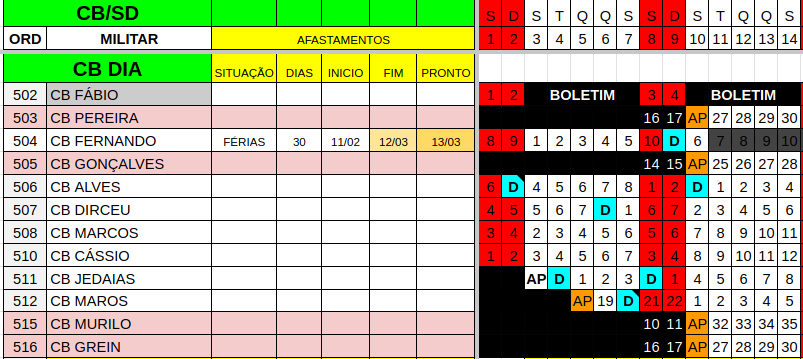 CB/SD S D S T Q Q S S D S T Q Q S
ORD MILITAR AFASTAMENTOS 1 2 3 4 5 6 7 8 9 10 11 12 13 14
CB DIA SITUAÇÃO DIAS INICIO FIM PRONTO
502 CB FÁBIO 1 2 BOLETIM 3 4 BOLETIM
503 CB PEREIRA 16 17 AP 27 28 29 30
504 CB FERNANDO FÉRIAS 30 11/02 12/03 13/03 8 9 1 2 3 4 5 10 D 6 7 8 9 10
505 CB GONÇALVES 14 15 AP 25 26 27 28
506 CB ALVES 6 D 4 5 6 7 8 1 2 D 1 2 3 4
507 CB DIRCEU 4 5 5 6 7 D 1 6 7 2 3 4 5 6
508 CB MARCOS 3 4 2 3 4 5 6 5 6 7 8 9 10 11
510 CB CÁSSIO 1 2 3 4 5 6 7 3 4 8 9 10 11 12
511 CB JEDAIAS AP D 1 2 3 D 1 4 5 6 7 8
512 CB MAROS AP 19 D 21 22 1 2 3 4 5
515 CB MURILO 10 11 AP 32 33 34 35
516 CB GREIN 16 17 AP 27 28 29 30